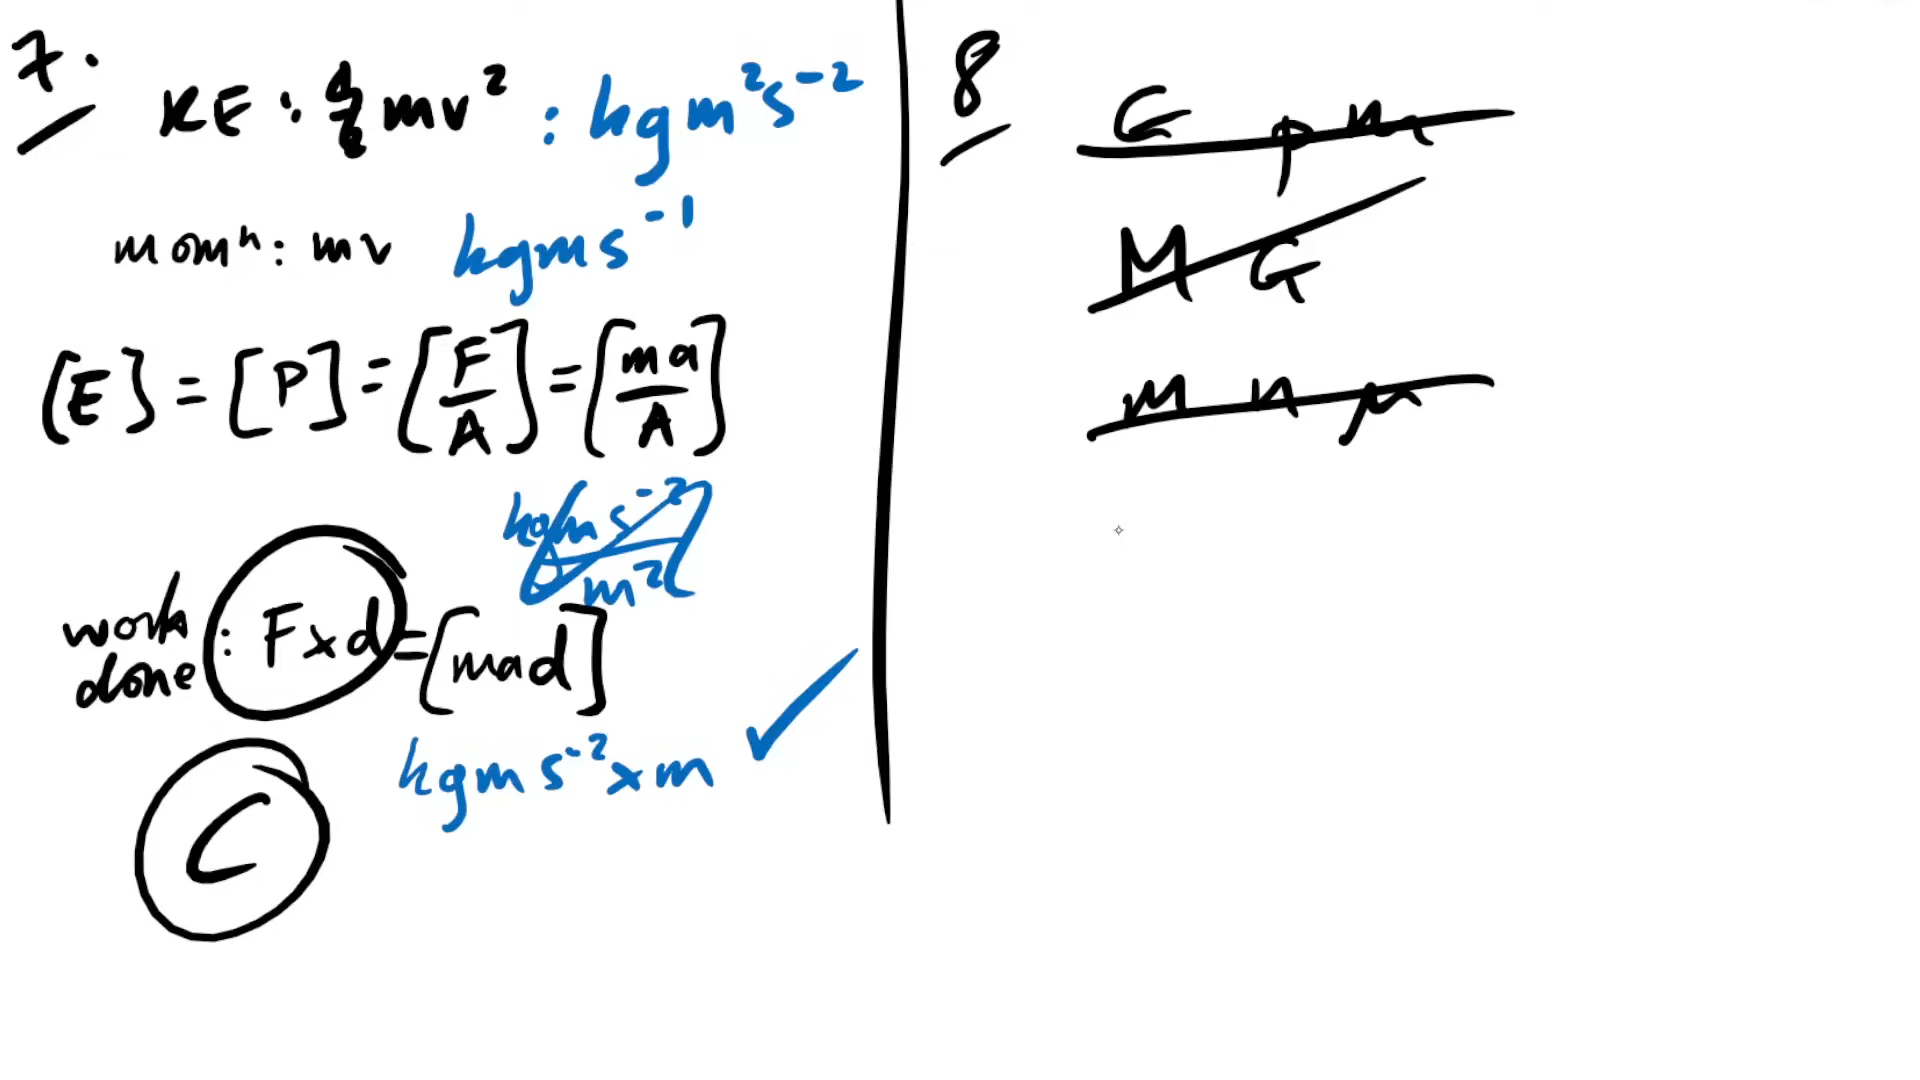 7.
KE : ½mv² : kgm²s⁻²
momⁿ: mv kgms⁻¹
[E] = [P] = [F/A] = [ma/A]
kgms⁻²/m²
work done : Fxd = [mad]
kgms⁻² x m ✓
C
8
G p n
M G
m n μ